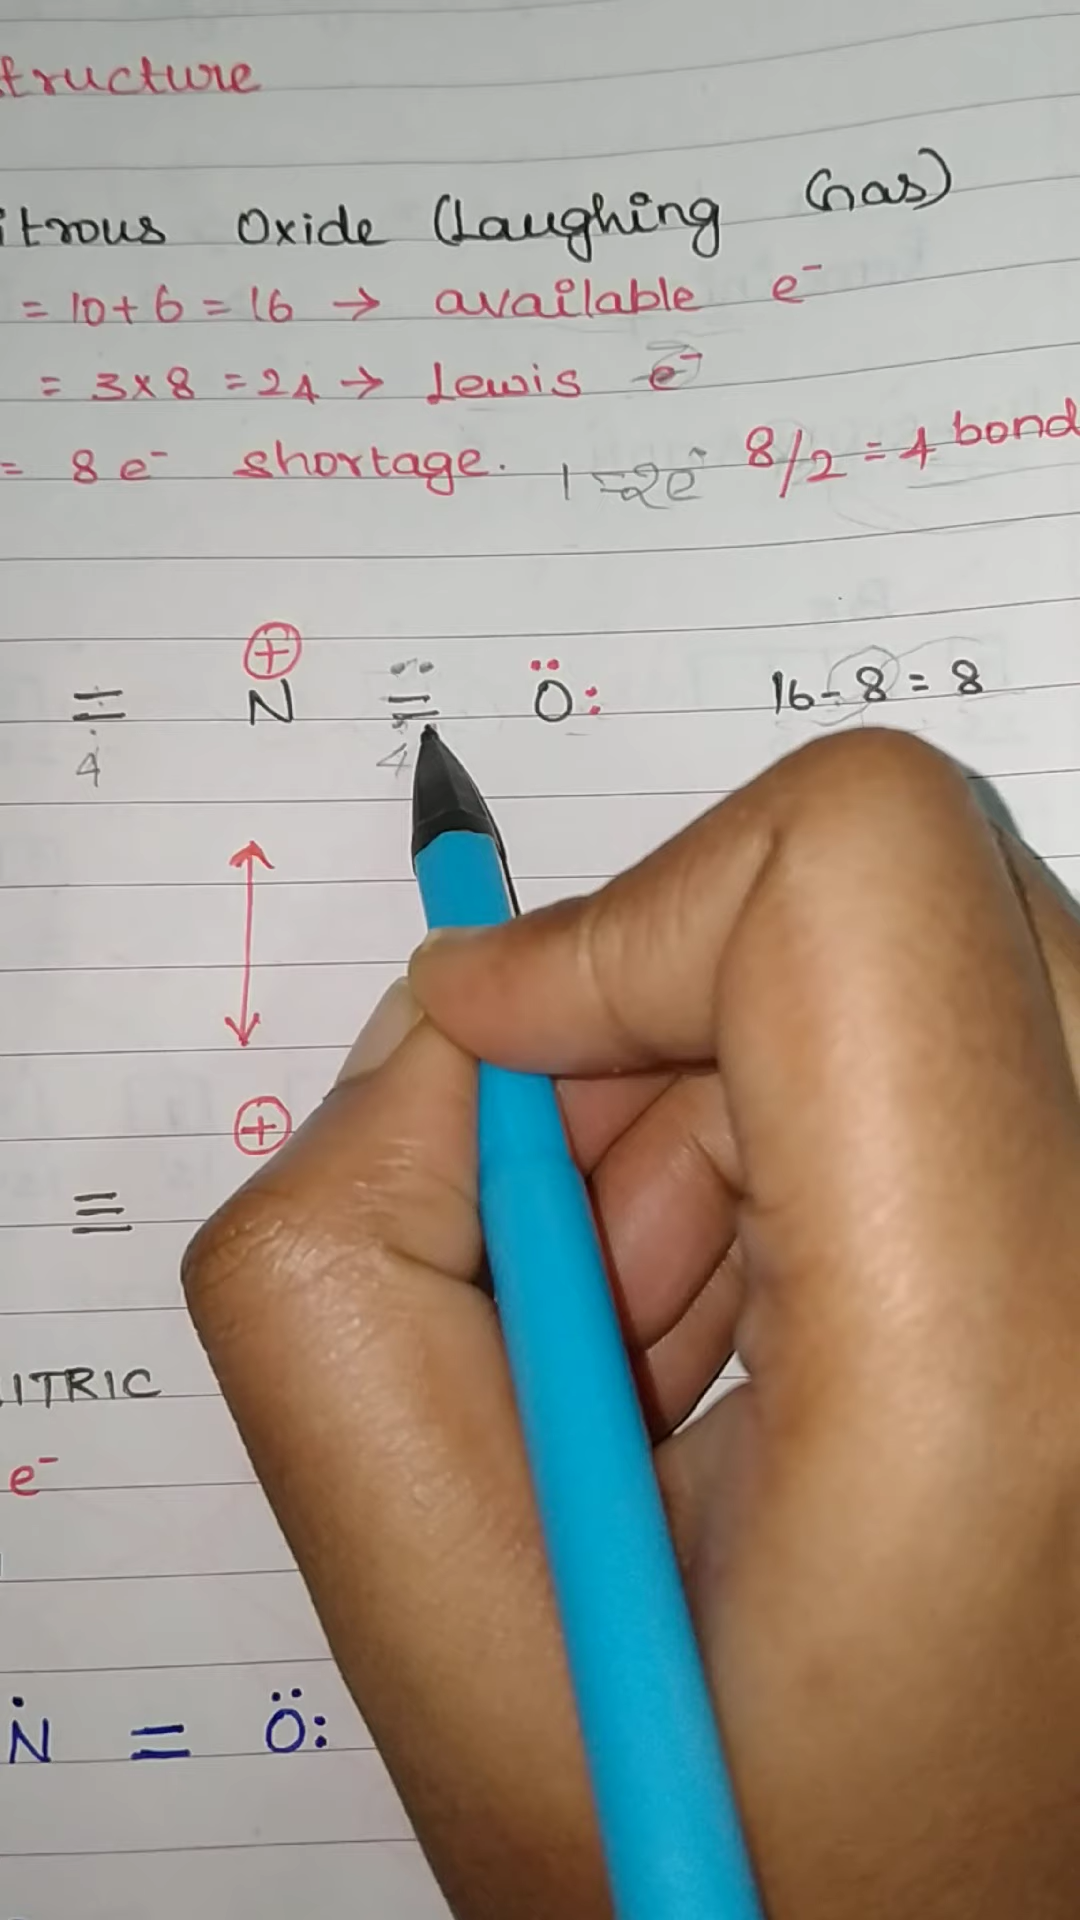 tructure
itrous Oxide (Laughing Gas)
= 10 + 6 = 16 → available e⁻
= 3 x 8 = 24 → Lewis e⁻
= 8 e⁻ shortage. 1 = 2e⁻ 8/2 = 4 bond
= N⊕ = Ö: 16 - 8 = 8
4 4
⊕
≡
ITRIC
e⁻
Ṅ = Ö: